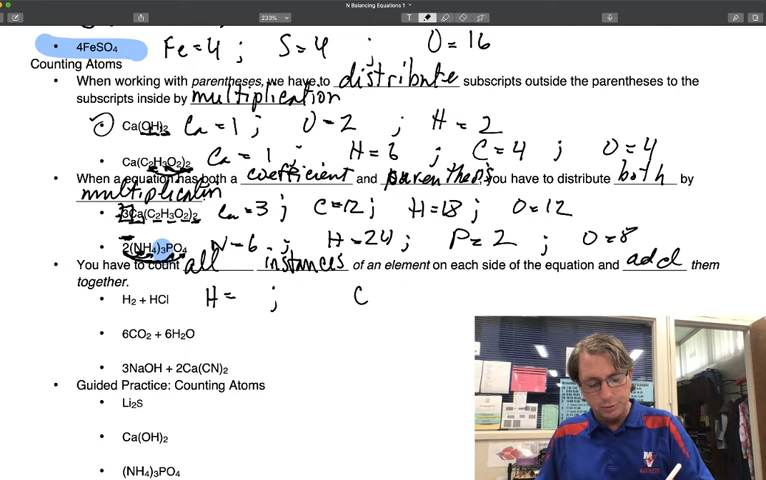 N Balancing Equations 1
233%
4FeSO4 Fe=4 ; S=4 ; O=16
Counting Atoms
When working with parentheses, we have to distribute subscripts outside the parentheses to the
subscripts inside by multiplication
Ca(OH)2 Ca=1 ; O=2 ; H=2
Ca(C2H3O2)2 Ca=1 ; H=6 ; C=4 ; O=4
When a equation has both a coefficient and parenthesis you have to distribute both by
multiplication
3Ca(C2H3O2)2 Ca=3 ; C=12 ; H=18 ; O=12
2(NH4)3PO4 N=6 ; H=24 ; P=2 ; O=8
You have to count all instances of an element on each side of the equation and add them
together.
H2 + HCl H= ; C
6CO2 + 6H2O
3NaOH + 2Ca(CN)2
Guided Practice: Counting Atoms
Li2S
Ca(OH)2
(NH4)3PO4